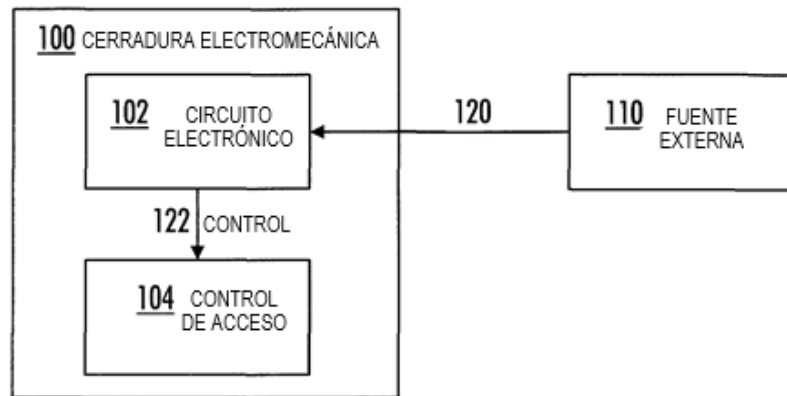 100 CERRADURA ELECTROMECÁNICA
102 CIRCUITO
ELECTRÓNICO
120
110 FUENTE
EXTERNA
122 CONTROL
104 CONTROL
DE ACCESO